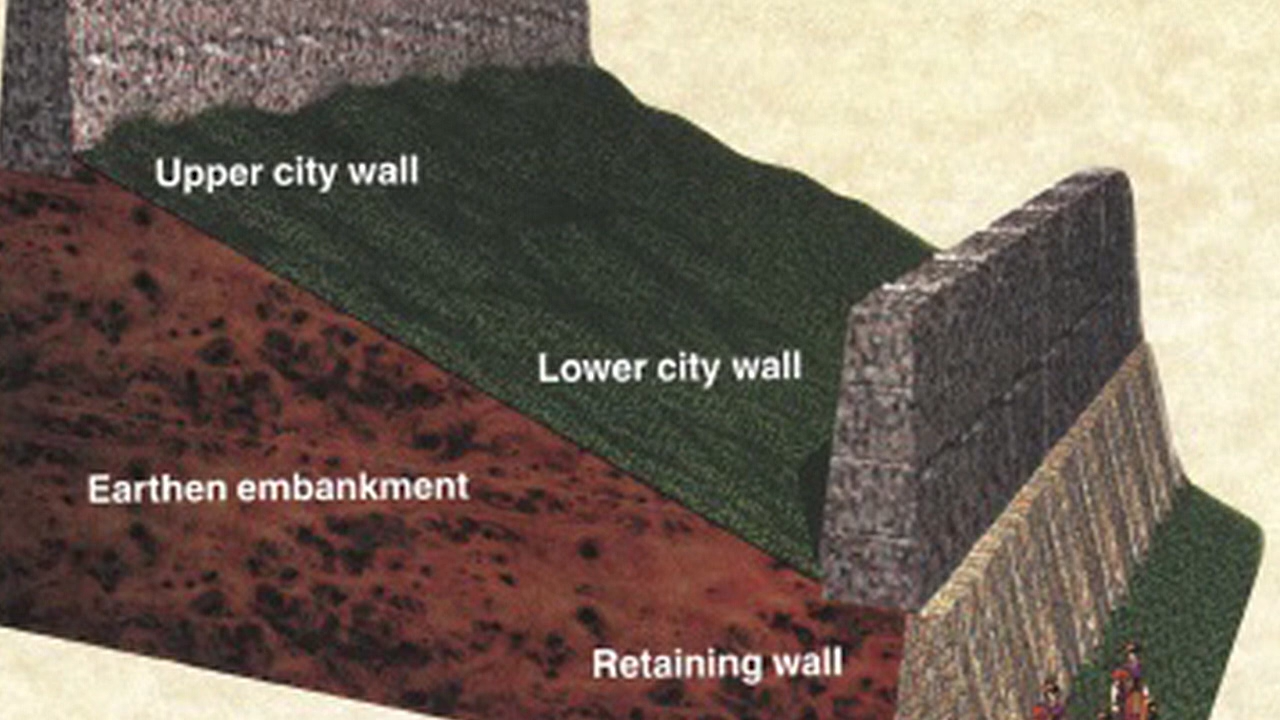 Upper city wall
Lower city wall
Earthen embankment
Retaining wall